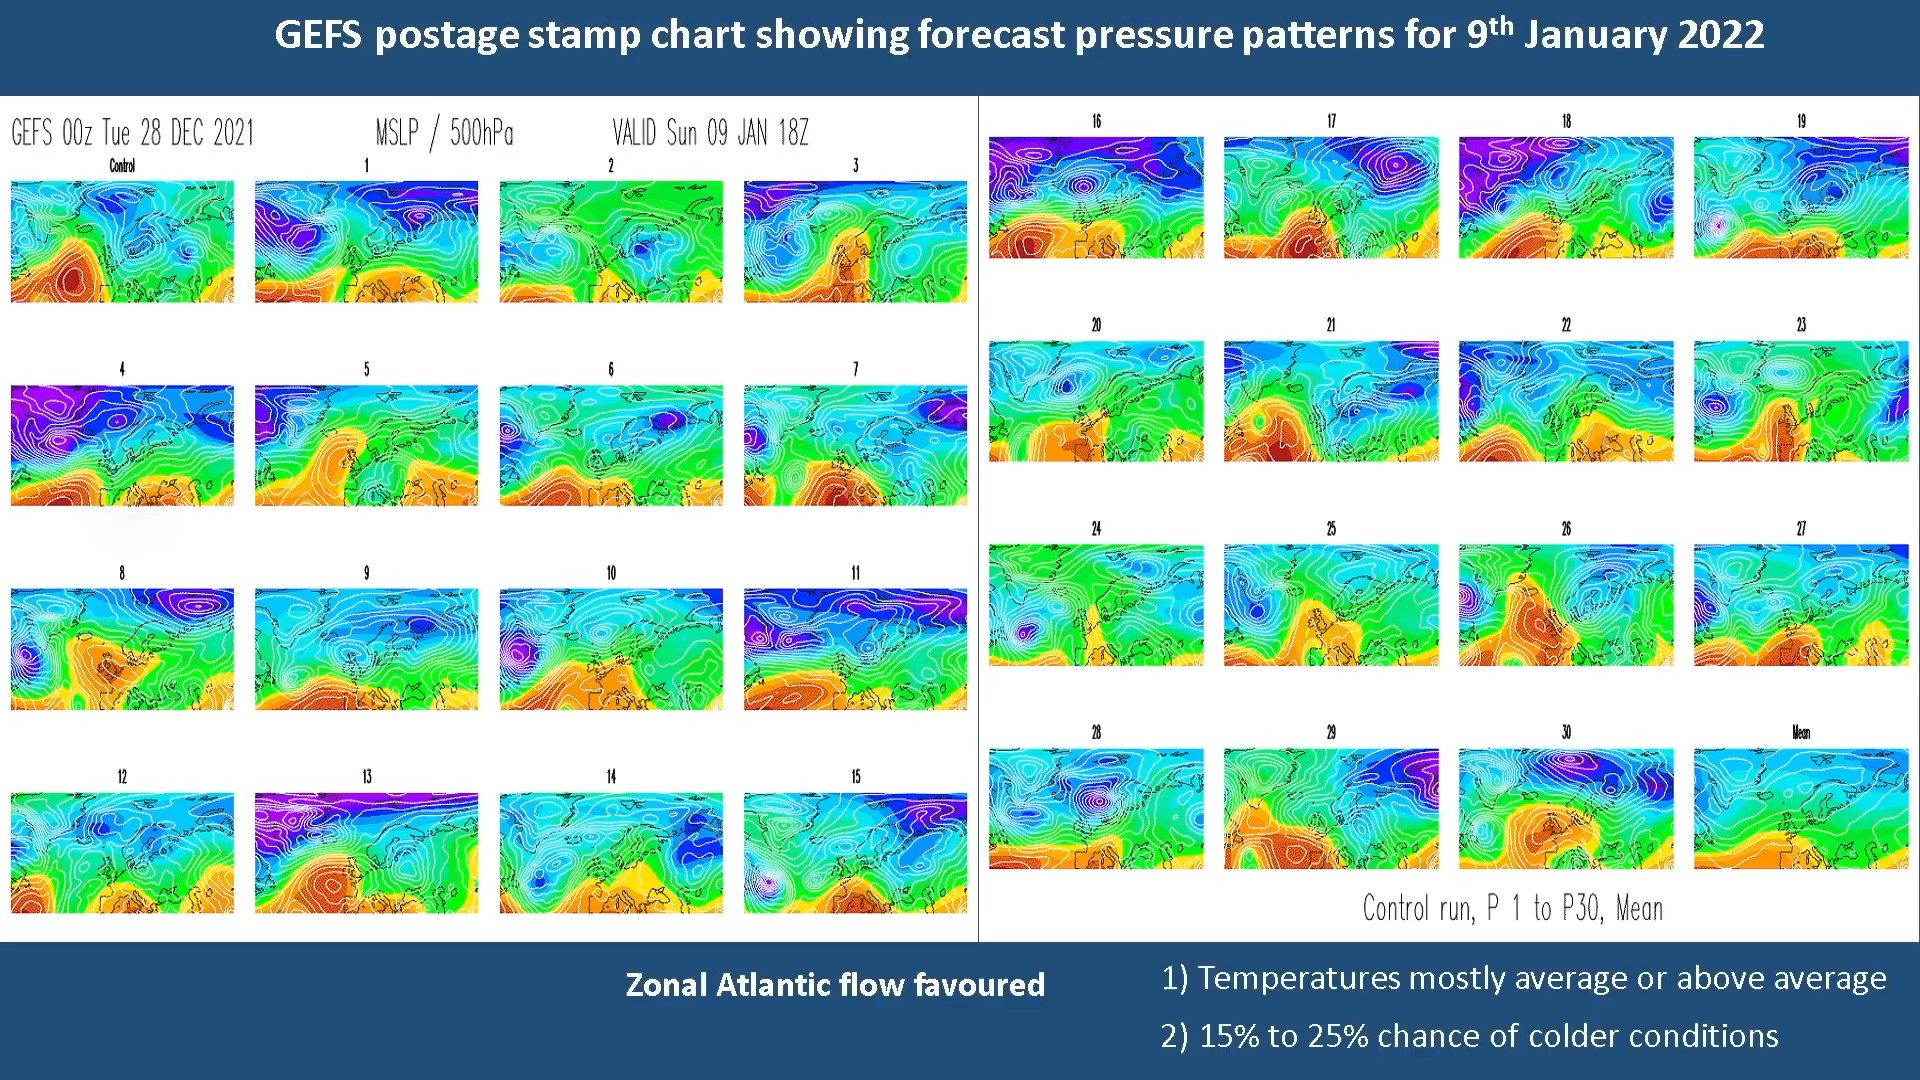 GEFS postage stamp chart showing forecast pressure patterns for 9th January 2022
GEFS 00z Tue 28 DEC 2021 MSLP / 500hPa VALID Sun 09 JAN 18Z
Control 1 2 3
4 5 6 7
8 9 10 11
12 13 14 15
16 17 18 19
20 21 22 23
24 25 26 27
28 29 30 Mean
Control run, P 1 to P30, Mean
Zonal Atlantic flow favoured
1) Temperatures mostly average or above average
2) 15% to 25% chance of colder conditions